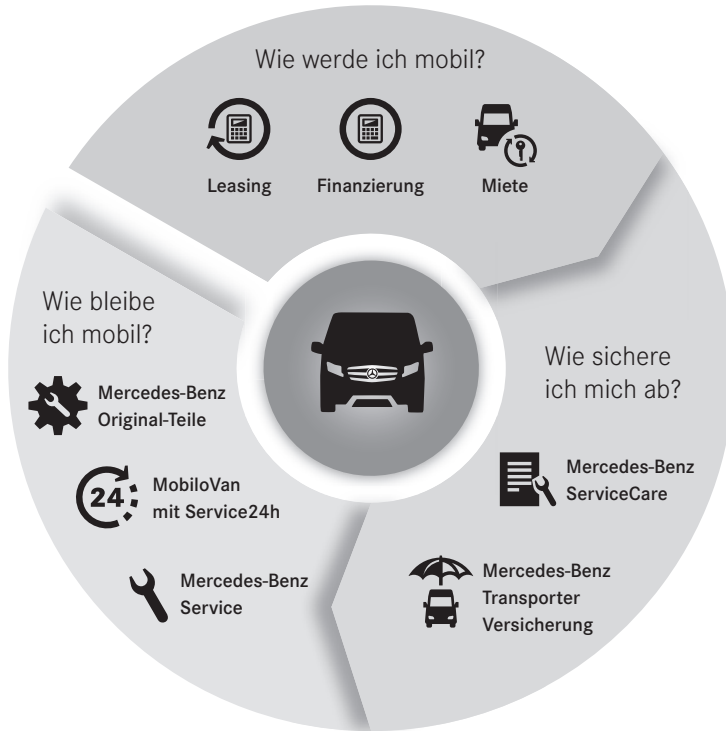 Wie werde ich mobil?
Leasing
Finanzierung
Miete
Wie sichere
ich mich ab?
Mercedes-Benz
ServiceCare
Mercedes-Benz
Transporter
Versicherung
Wie bleibe
ich mobil?
Mercedes-Benz
Original-Teile
24
MobiloVan
mit Service24h
Mercedes-Benz
Service